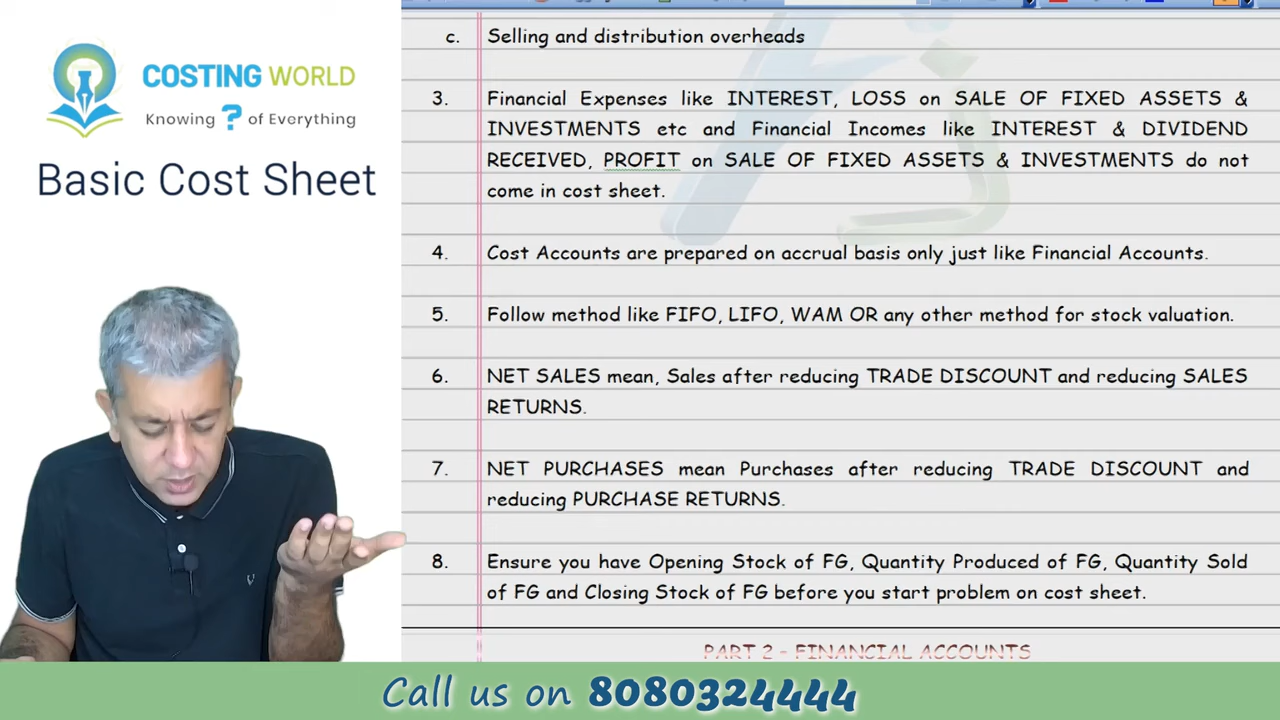 COSTING WORLD
Knowing ? of Everything
Basic Cost Sheet
c. Selling and distribution overheads
3. Financial Expenses like INTEREST, LOSS on SALE OF FIXED ASSETS &
INVESTMENTS etc and Financial Incomes like INTEREST & DIVIDEND
RECEIVED, PROFIT on SALE OF FIXED ASSETS & INVESTMENTS do not
come in cost sheet.
4. Cost Accounts are prepared on accrual basis only just like Financial Accounts.
5. Follow method like FIFO, LIFO, WAM OR any other method for stock valuation.
6. NET SALES mean, Sales after reducing TRADE DISCOUNT and reducing SALES
RETURNS.
7. NET PURCHASES mean Purchases after reducing TRADE DISCOUNT and
reducing PURCHASE RETURNS.
8. Ensure you have Opening Stock of FG, Quantity Produced of FG, Quantity Sold
of FG and Closing Stock of FG before you start problem on cost sheet.
PART 2 - FINANCIAL ACCOUNTS
Call us on 8080324444